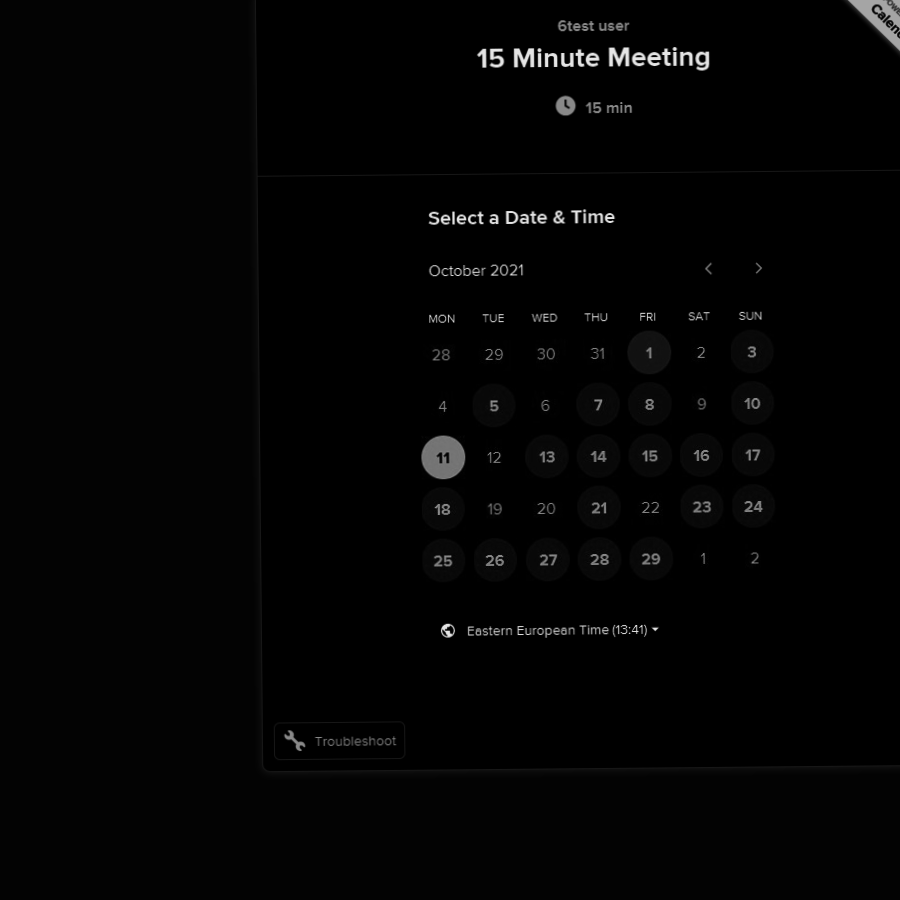 6test user
15 Minute Meeting
15 min
Select a Date & Time
October 2021
MON TUE WED THU FRI SAT SUN
28 29 30 31 1 2 3
4 5 6 7 8 9 10
11 12 13 14 15 16 17
18 19 20 21 22 23 24
25 26 27 28 29 1 2
Eastern European Time (13:41)
Troubleshoot